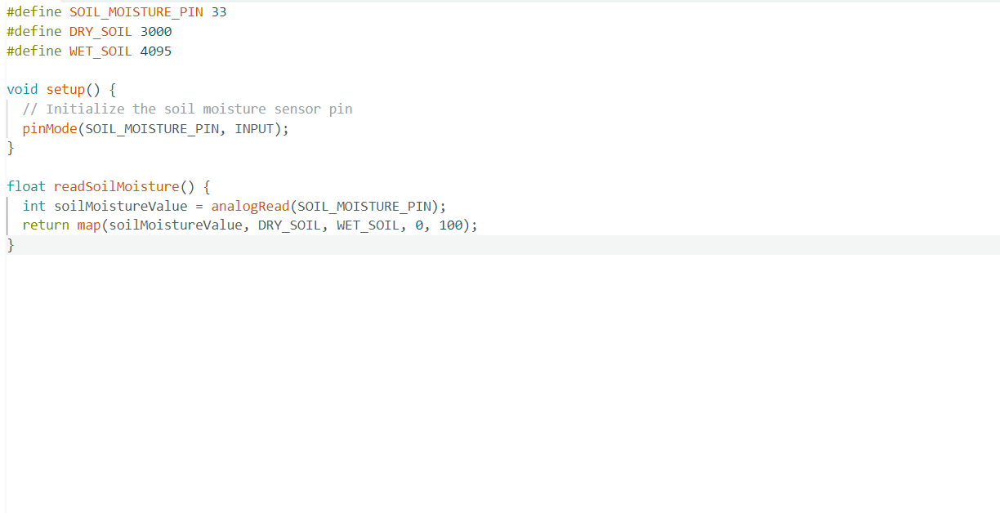 #define SOIL_MOISTURE_PIN 33
#define DRY_SOIL 3000
#define WET_SOIL 4095
void setup() {
// Initialize the soil moisture sensor pin
pinMode(SOIL_MOISTURE_PIN, INPUT);
}
float readSoilMoisture() {
int soilMoistureValue = analogRead(SOIL_MOISTURE_PIN);
return map(soilMoistureValue, DRY_SOIL, WET_SOIL, 0, 100);
}